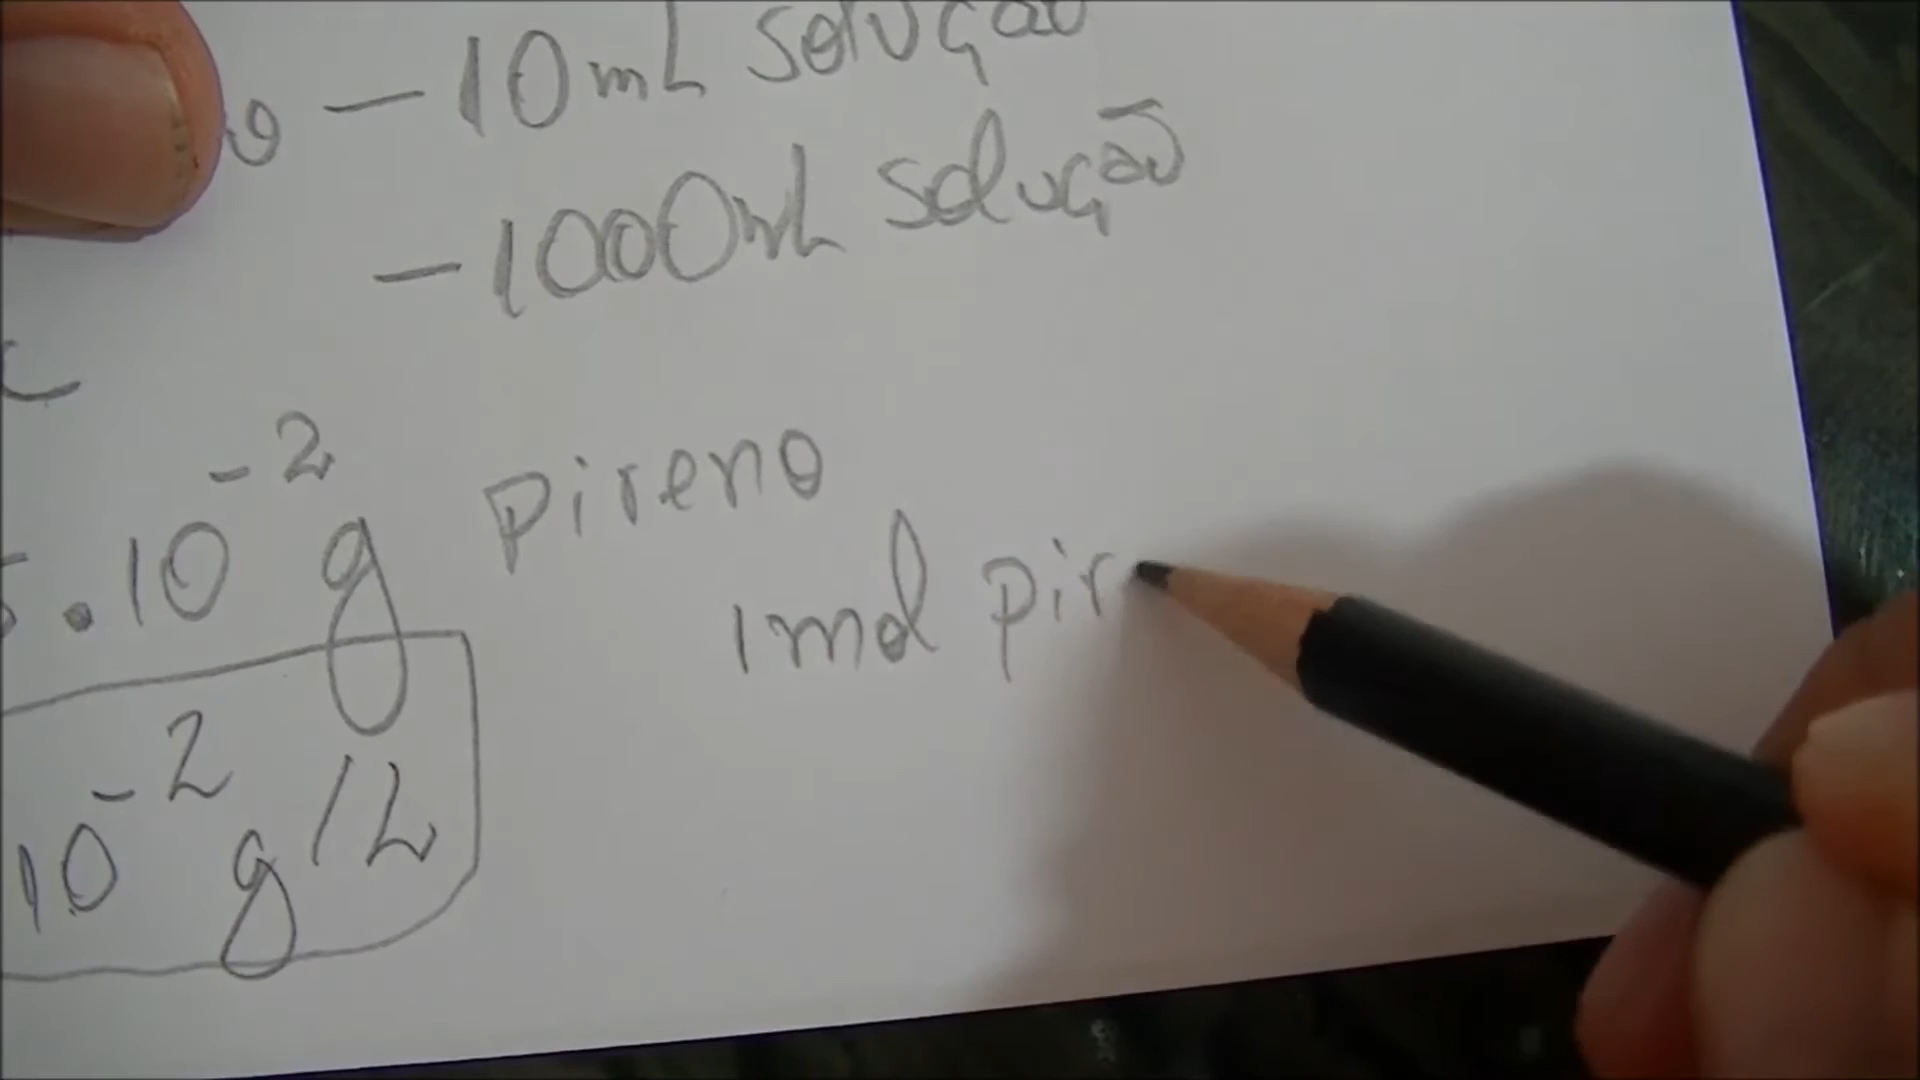 o - 10mL solução
- 1000mL solução
. 10⁻² g pireno
1mol pir
10⁻² g/L